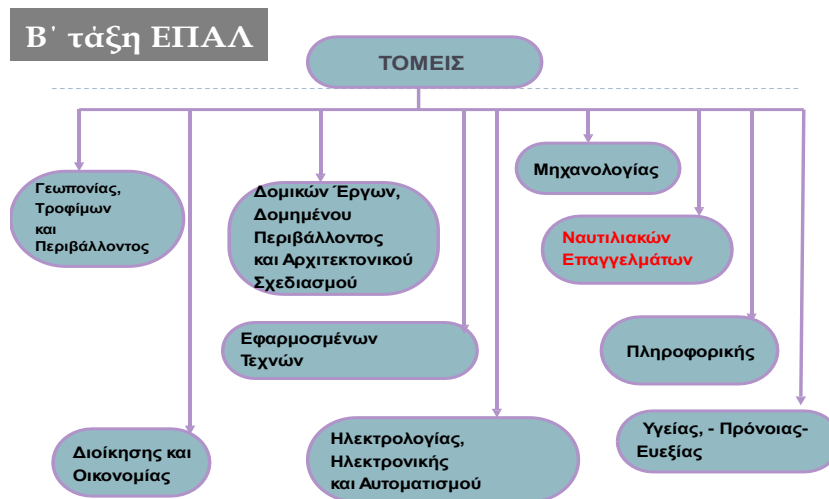 Β΄ τάξη ΕΠΑΛ
ΤΟΜΕΙΣ
Γεωπονίας,
Τροφίμων
και
Περιβάλλοντος
Δομικών Έργων,
Δομημένου
Περιβάλλοντος
και Αρχιτεκτονικού
Σχεδιασμού
Μηχανολογίας
Ναυτιλιακών
Επαγγελμάτων
Εφαρμοσμένων
Τεχνών
Πληροφορικής
Διοίκησης και
Οικονομίας
Ηλεκτρολογίας,
Ηλεκτρονικής
και Αυτοματισμού
Υγείας, - Πρόνοιας-
Ευεξίας